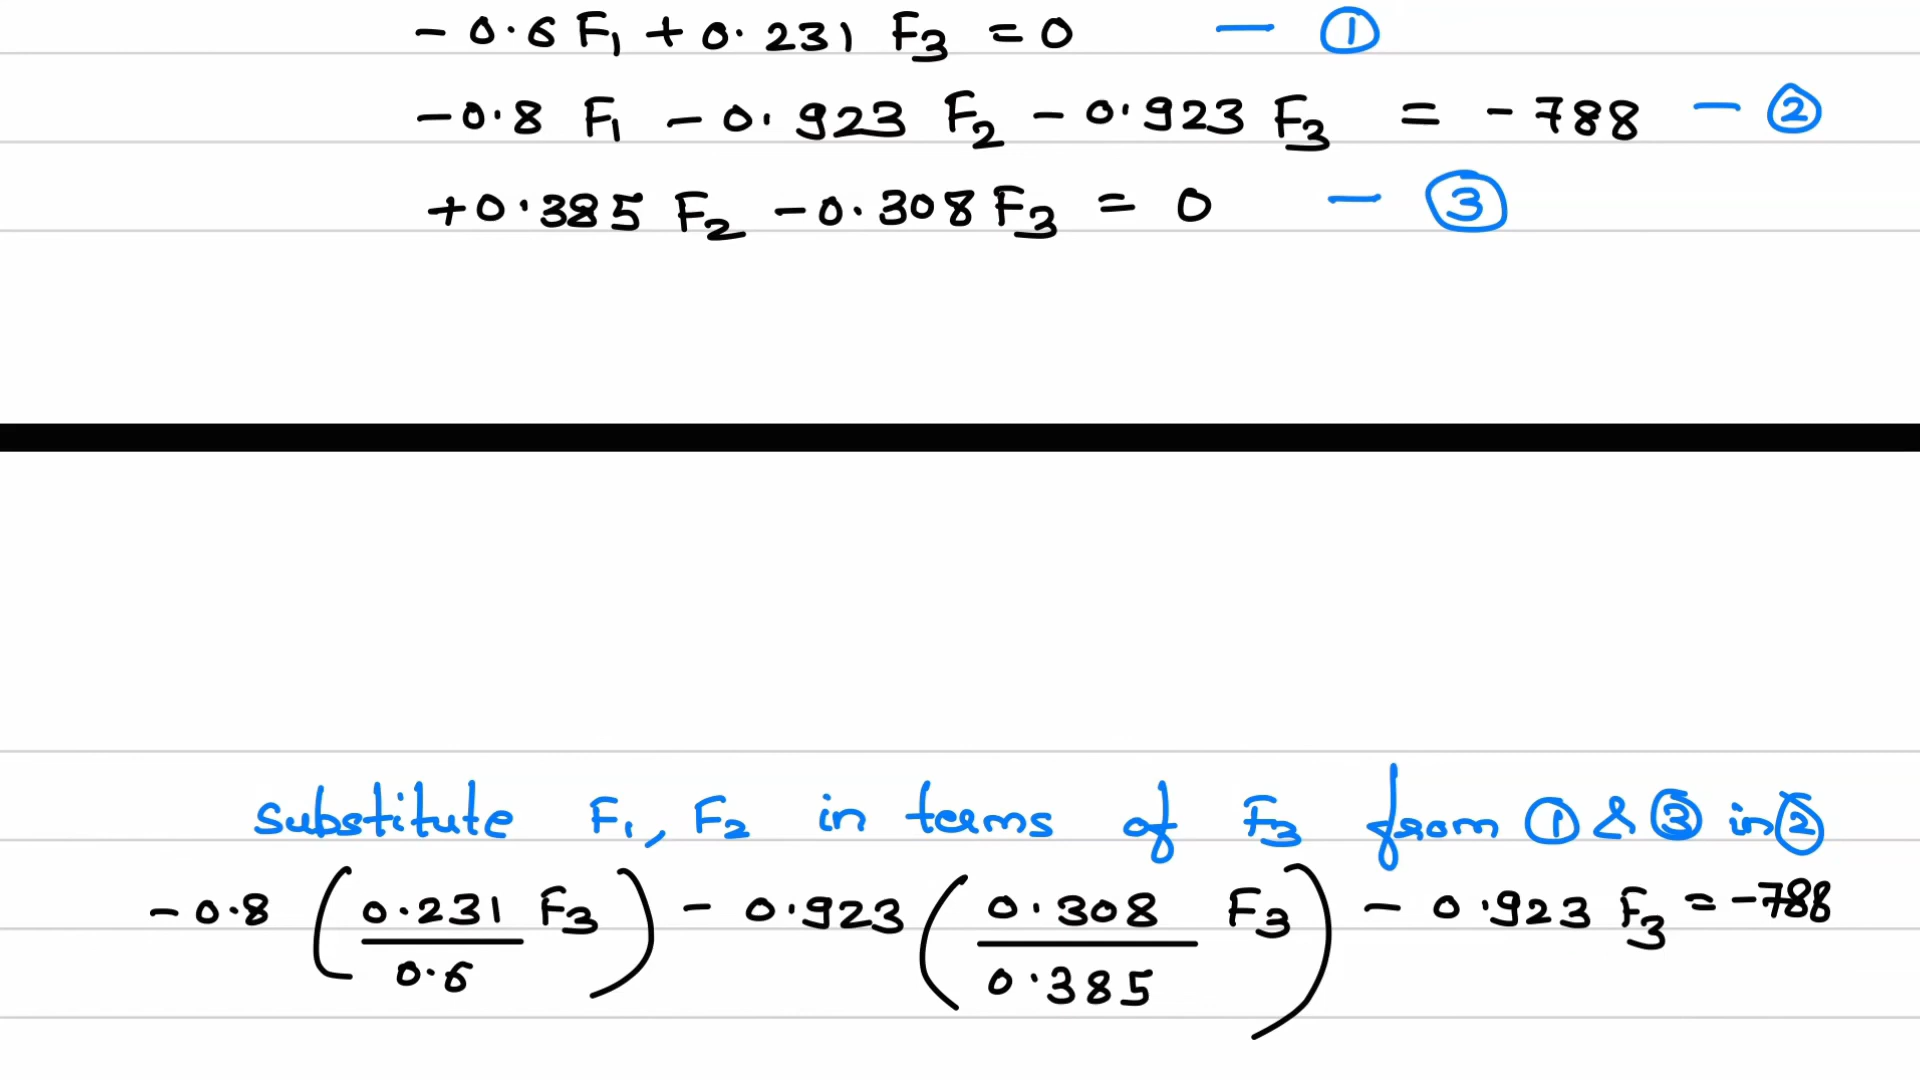 - 0.6 F₁ + 0.231 F₃ = 0 — ①
- 0.8 F₁ - 0.923 F₂ - 0.923 F₃ = - 788 — ②
+ 0.385 F₂ - 0.308 F₃ = 0 — ③
substitute F₁, F₂ in terms of F₃ from ① & ③ in ②
- 0.8 (0.231/0.6 F₃) - 0.923 (0.308/0.385 F₃) - 0.923 F₃ = - 788